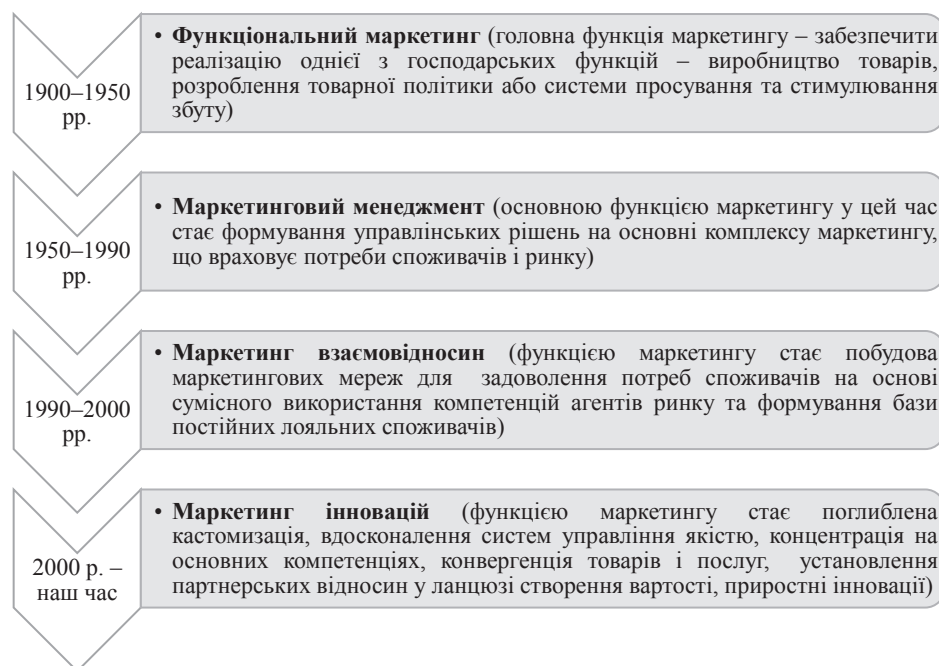 1900–1950
рр.
• Функціональний маркетинг (головна функція маркетингу – забезпечити
реалізацію однієї з господарських функцій – виробництво товарів,
розроблення товарної політики або системи просування та стимулювання
збуту)
1950–1990
рр.
• Маркетинговий менеджмент (основною функцією маркетингу у цей час
стає формування управлінських рішень на основні комплексу маркетингу,
що враховує потреби споживачів і ринку)
1990–2000
рр.
• Маркетинг взаємовідносин (функцією маркетингу стає побудова
маркетингових мереж для задоволення потреб споживачів на основі
сумісного використання компетенцій агентів ринку та формування бази
постійних лояльних споживачів)
2000 р. –
наш час
• Маркетинг інновацій (функцією маркетингу стає поглиблена
кастомизація, вдосконалення систем управління якістю, концентрація на
основних компетенціях, конвергенція товарів і послуг, установлення
партнерських відносин у ланцюзі створення вартості, приростні інновації)